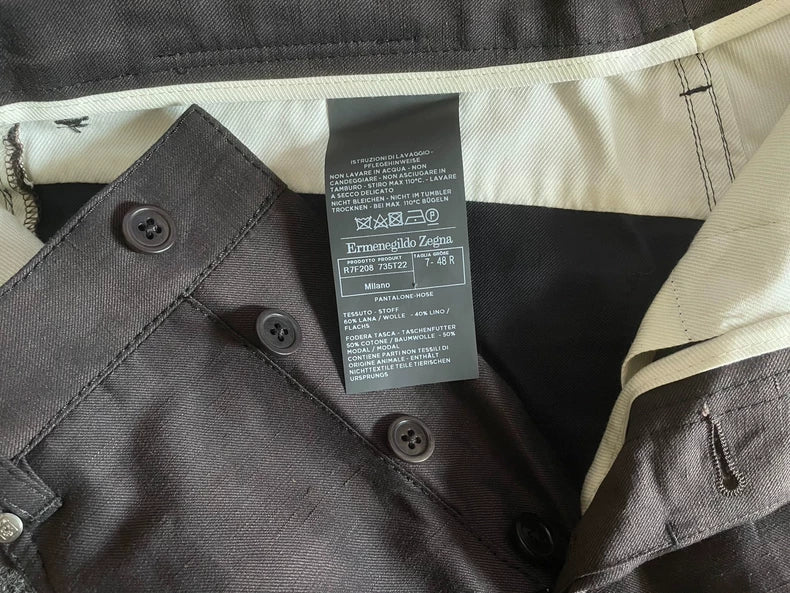 ISTRUZIONI DI LAVAGGIO -
PFLEGEHINWEISE
NON LAVARE IN ACQUA - NON
CANDEGGIARE - NON ASCIUGARE IN
TAMBURO - STIRO MAX 110°C. - LAVARE
A SECCO DELICATO
NICHT BLEICHEN - NICHT IM TUMBLER
TROCKNEN - BEI MAX 110°C BÜGELN
P
Ermenegildo Zegna
PRODOTTO PRODUKT TAGLIA GRÖßE
R7F208 735T22 7- 48 R
Milano
PANTALONE-HOSE
TESSUTO - STOFF
60% LANA / WOLLE - 40% LINO /
FLACHS
FODERA TASCA - TASCHENFUTTER
50% COTONE / BAUMWOLLE - 50%
MODAL / MODAL
CONTIENE PARTI NON TESSILI DI
ORIGINE ANIMALE - ENTHÄLT
NICHTTEXTILE TEILE TIERISCHEN
URSPRUNGS